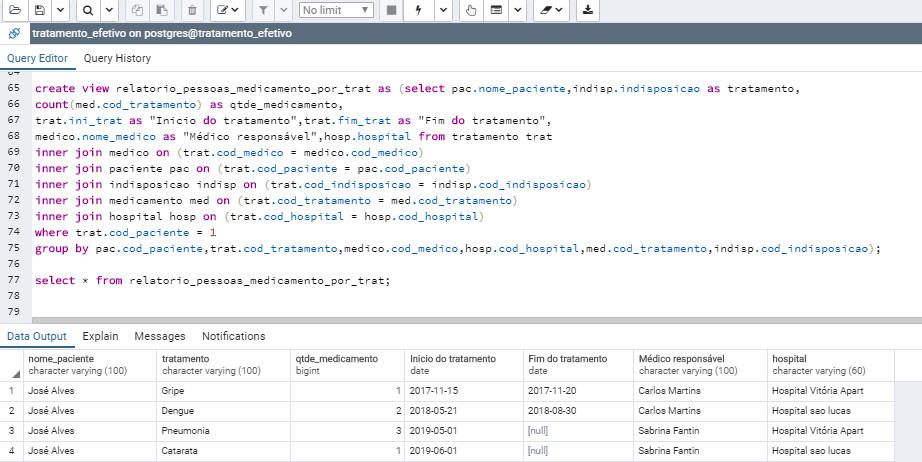 No limit
tratamento_efetivo on postgres@tratamento_efetivo
Query Editor Query History
64
65 create view relatorio_pessoas_medicamento_por_trat as (select pac.nome_paciente,indisp.indisposicao as tratamento,
66 count(med.cod_tratamento) as qtde_medicamento,
67 trat.ini_trat as "Inicio do tratamento",trat.fim_trat as "Fim do tratamento",
68 medico.nome_medico as "Médico responsável",hosp.hospital from tratamento trat
69 inner join medico on (trat.cod_medico = medico.cod_medico)
70 inner join paciente pac on (trat.cod_paciente = pac.cod_paciente)
71 inner join indisposicao indisp on (trat.cod_indisposicao = indisp.cod_indisposicao)
72 inner join medicamento med on (trat.cod_tratamento = med.cod_tratamento)
73 inner join hospital hosp on (trat.cod_hospital = hosp.cod_hospital)
74 where trat.cod_paciente = 1
75 group by pac.cod_paciente,trat.cod_tratamento,medico.cod_medico,hosp.cod_hospital,med.cod_tratamento,indisp.cod_indisposicao);
76
77 select * from relatorio_pessoas_medicamento_por_trat;
78
79
Data Output Explain Messages Notifications
nome_paciente tratamento qtde_medicamento Inicio do tratamento Fim do tratamento Médico responsável hospital
character varying (100) character varying (100) bigint date date character varying (100) character varying (60)
1 José Alves Gripe 1 2017-11-15 2017-11-20 Carlos Martins Hospital Vitória Apart
2 José Alves Dengue 2 2018-05-21 2018-08-30 Carlos Martins Hospital sao lucas
3 José Alves Pneumonia 3 2019-05-01 [null] Sabrina Fantin Hospital Vitória Apart
4 José Alves Catarata 1 2019-06-01 [null] Sabrina Fantin Hospital sao lucas